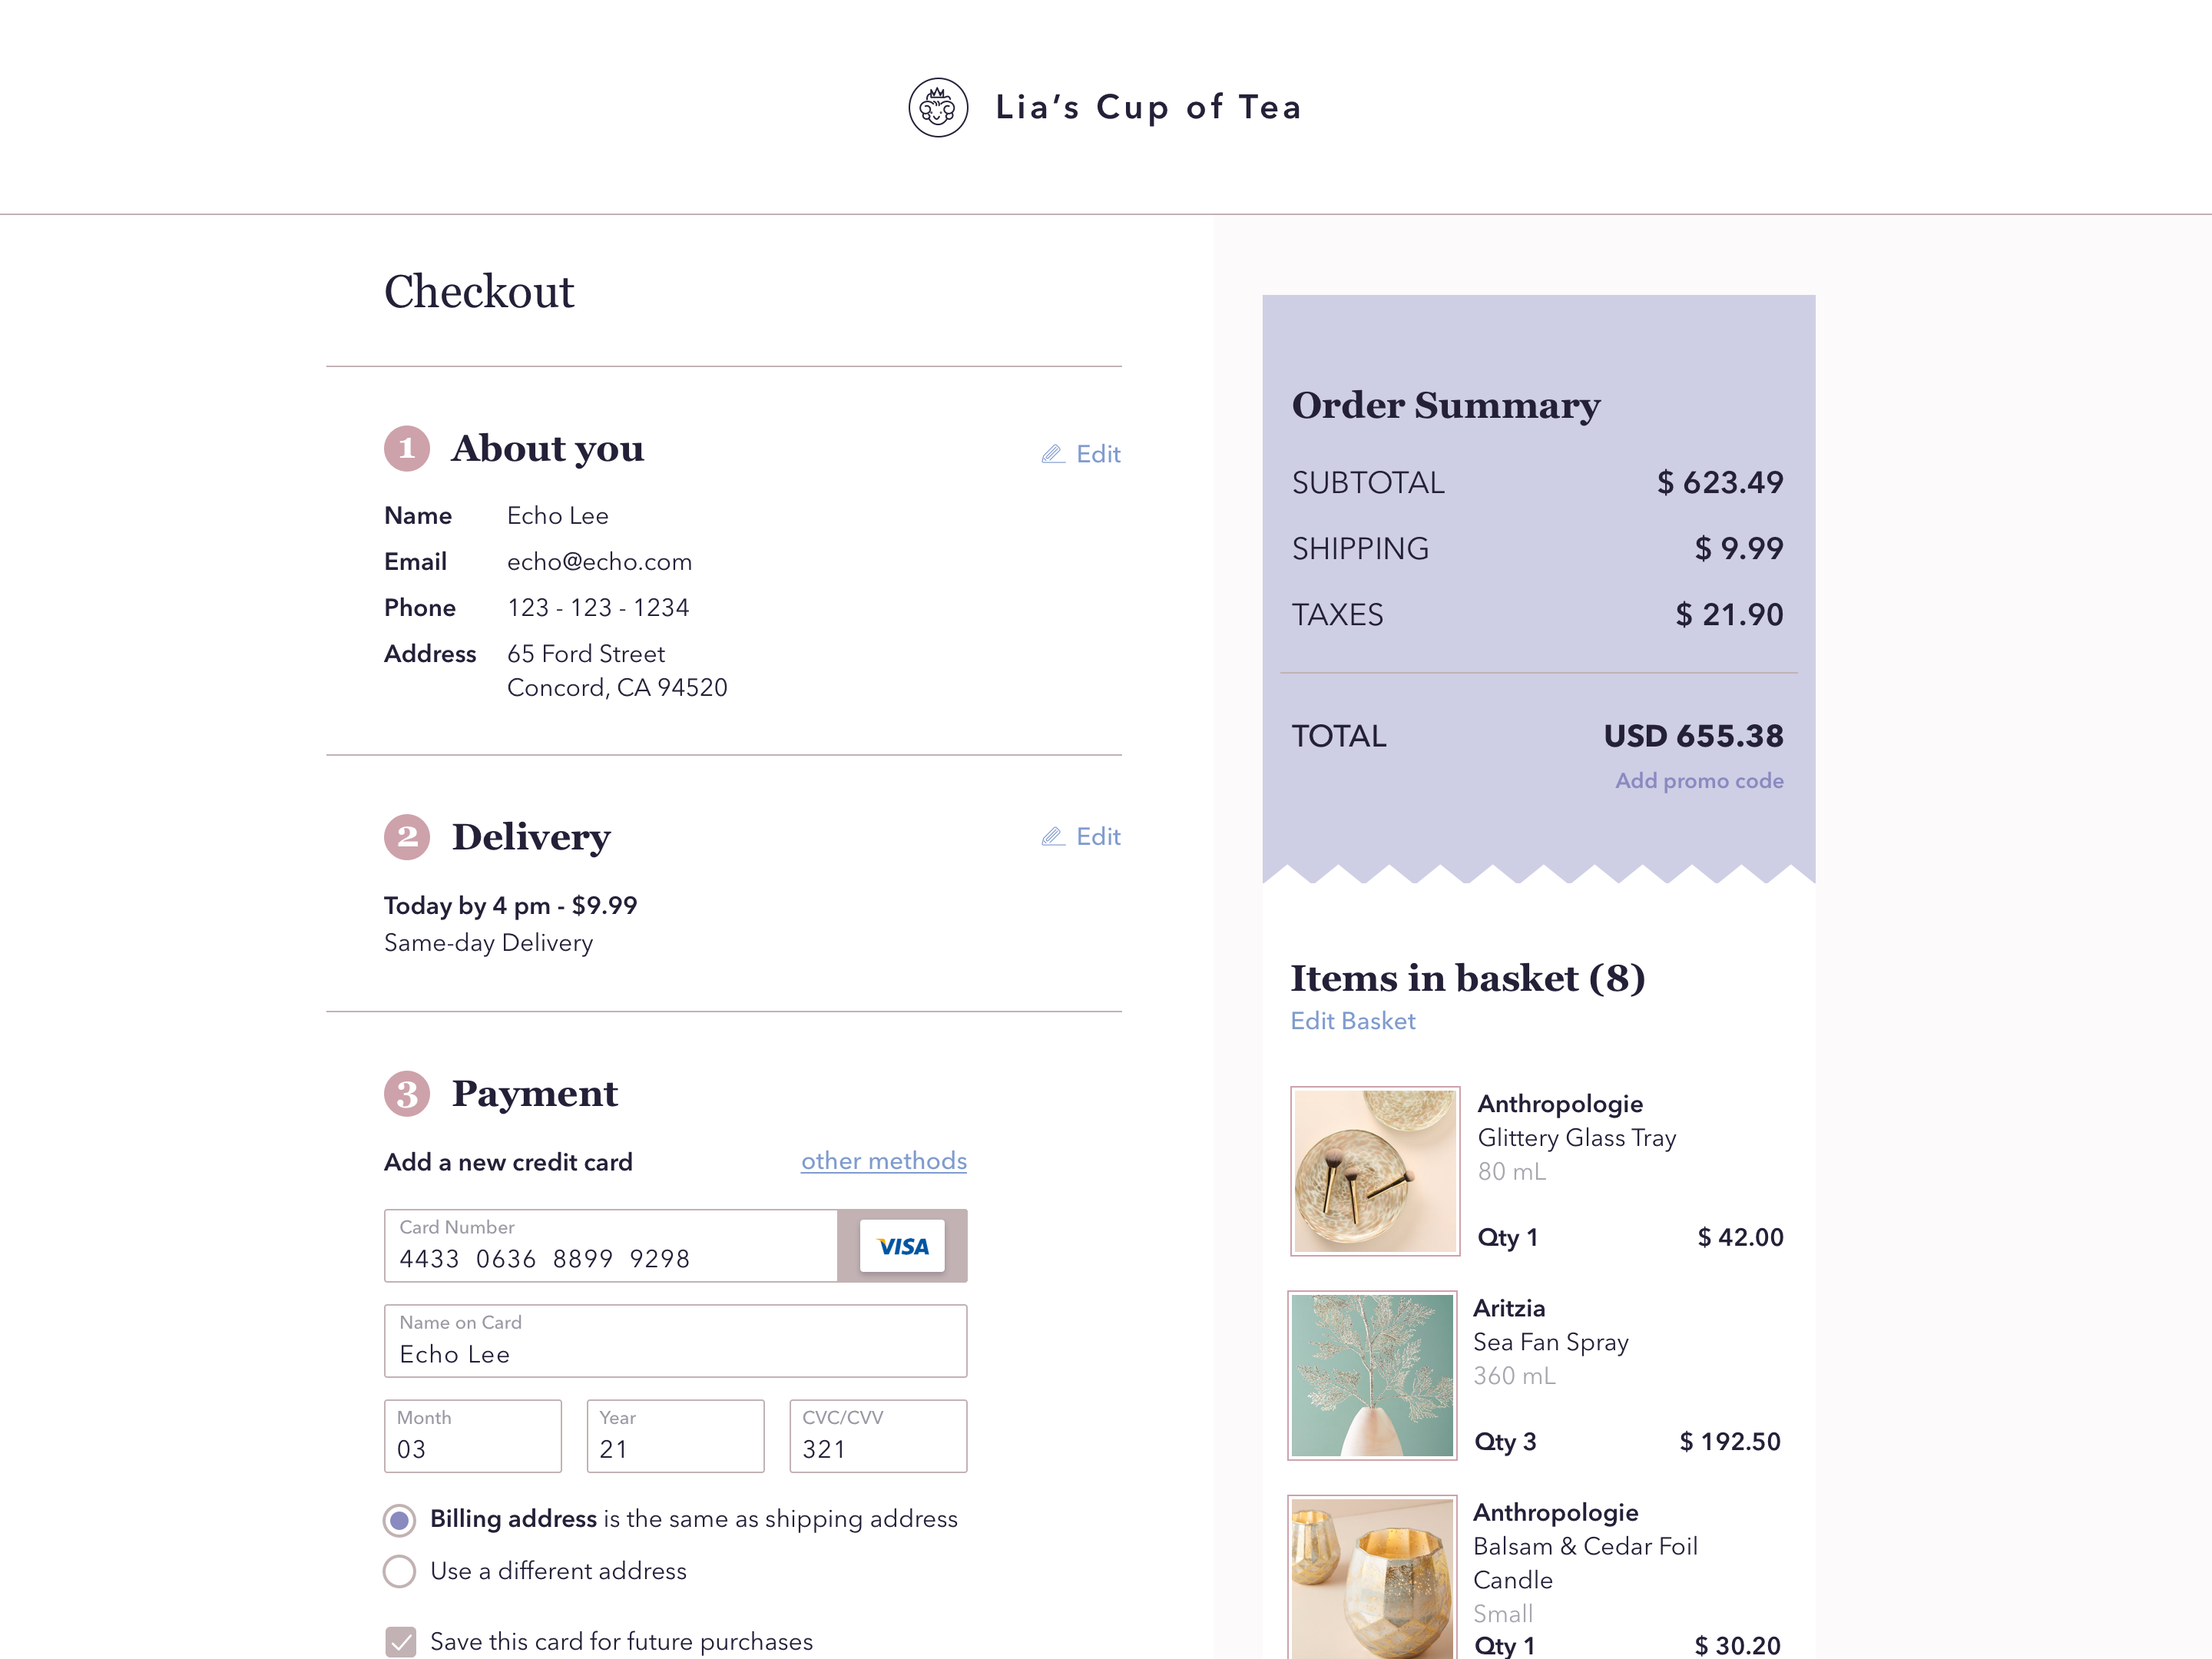 Lia’s Cup of Tea
Checkout
1 About you
Edit
Name Echo Lee
Email echo@echo.com
Phone 123 - 123 - 1234
Address 65 Ford Street
Concord, CA 94520
2 Delivery
Edit
Today by 4 pm - $9.99
Same-day Delivery
3 Payment
Add a new credit card other methods
Card Number
4433 0636 8899 9298
VISA
Name on Card
Echo Lee
Month
03
Year
21
CVC/CVV
321
Billing address is the same as shipping address
Use a different address
Save this card for future purchases
Order Summary
SUBTOTAL $ 623.49
SHIPPING $ 9.99
TAXES $ 21.90
TOTAL USD 655.38
Add promo code
Items in basket (8)
Edit Basket
Anthropologie
Glittery Glass Tray
80 mL
Qty 1 $ 42.00
Aritzia
Sea Fan Spray
360 mL
Qty 3 $ 192.50
Anthropologie
Balsam & Cedar Foil
Candle
Small
Qty 1 $ 30.20